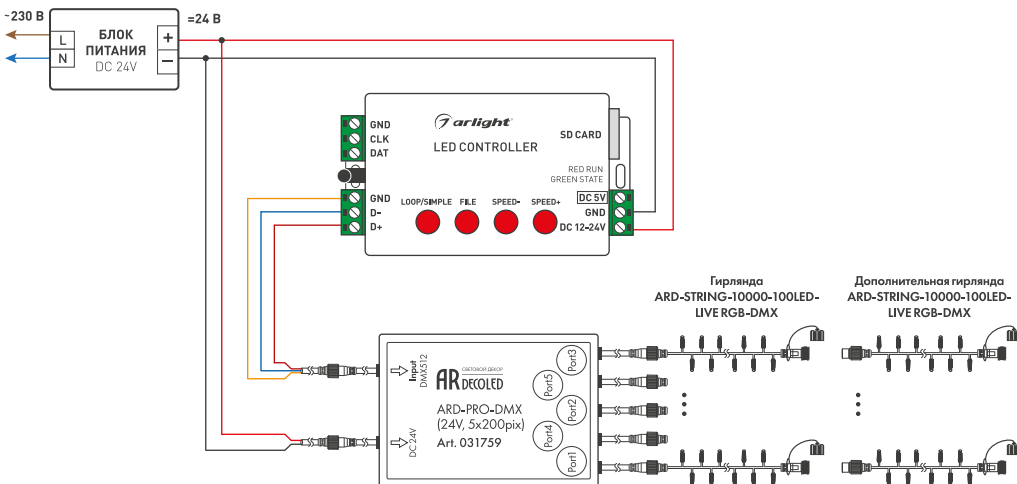 ~230 В
=24 В
L
N
БЛОК
ПИТАНИЯ
DC 24V
+
−
GND
CLK
DAT
arlight
LED CONTROLLER
SD CARD
RED RUN
GREEN STATE
GND
D-
D+
LOOP/SIMPLE FILE SPEED- SPEED+
DC 5V
GND
DC 12-24V
Гирлянда
ARD-STRING-10000-100LED-
LIVE RGB-DMX
Дополнительная гирлянда
ARD-STRING-10000-100LED-
LIVE RGB-DMX
Input
DMX512
DC 24V
AR СВЕТОВОЙ ДЕКОР
DECOLED
ARD-PRO-DMX
(24V, 5x200pix)
Art. 031759
Port3
Port5
Port2
Port4
Port1